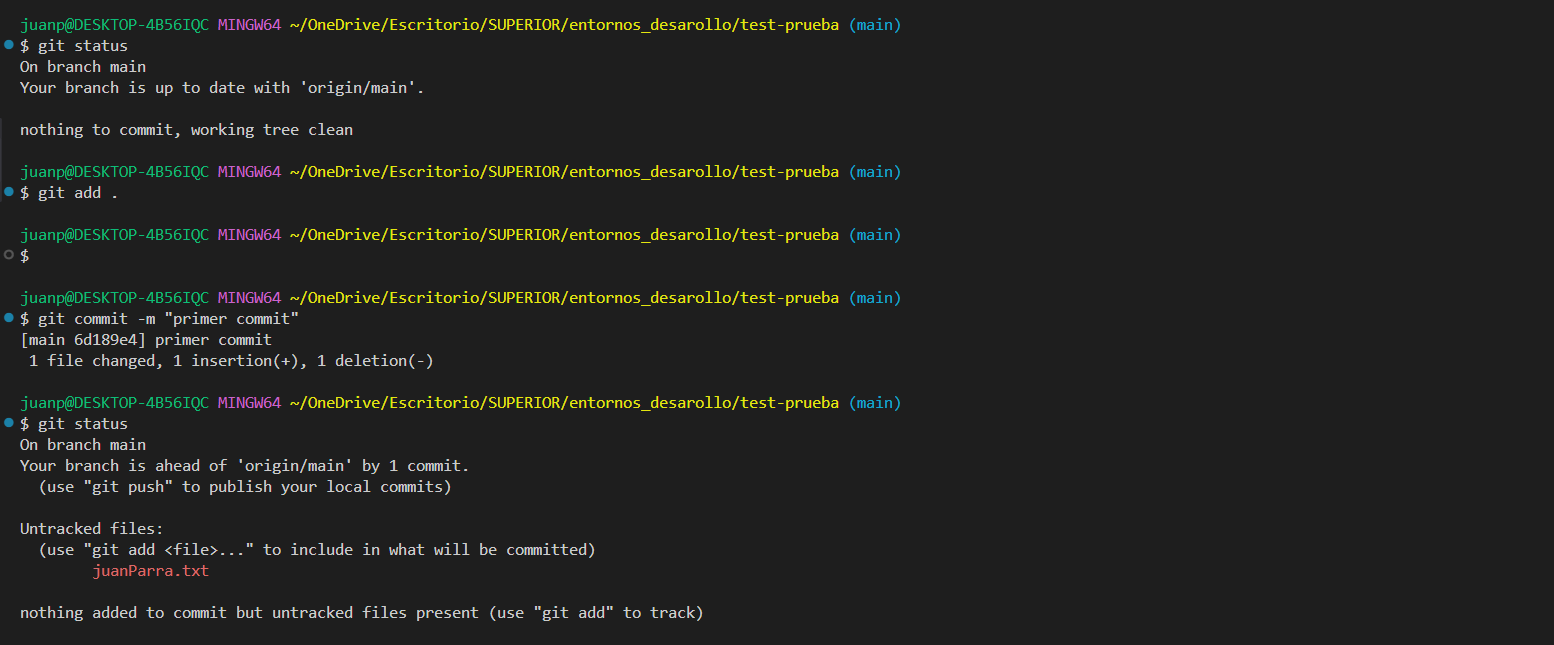 juanp@DESKTOP-4B56IQC MINGW64 ~/OneDrive/Escritorio/SUPERIOR/entornos_desarollo/test-prueba (main)
$ git status
On branch main
Your branch is up to date with 'origin/main'.
nothing to commit, working tree clean
juanp@DESKTOP-4B56IQC MINGW64 ~/OneDrive/Escritorio/SUPERIOR/entornos_desarollo/test-prueba (main)
$ git add .
juanp@DESKTOP-4B56IQC MINGW64 ~/OneDrive/Escritorio/SUPERIOR/entornos_desarollo/test-prueba (main)
$
juanp@DESKTOP-4B56IQC MINGW64 ~/OneDrive/Escritorio/SUPERIOR/entornos_desarollo/test-prueba (main)
$ git commit -m "primer commit"
[main 6d189e4] primer commit
 1 file changed, 1 insertion(+), 1 deletion(-)
juanp@DESKTOP-4B56IQC MINGW64 ~/OneDrive/Escritorio/SUPERIOR/entornos_desarollo/test-prueba (main)
$ git status
On branch main
Your branch is ahead of 'origin/main' by 1 commit.
  (use "git push" to publish your local commits)
Untracked files:
  (use "git add <file>..." to include in what will be committed)
        juanParra.txt
nothing added to commit but untracked files present (use "git add" to track)